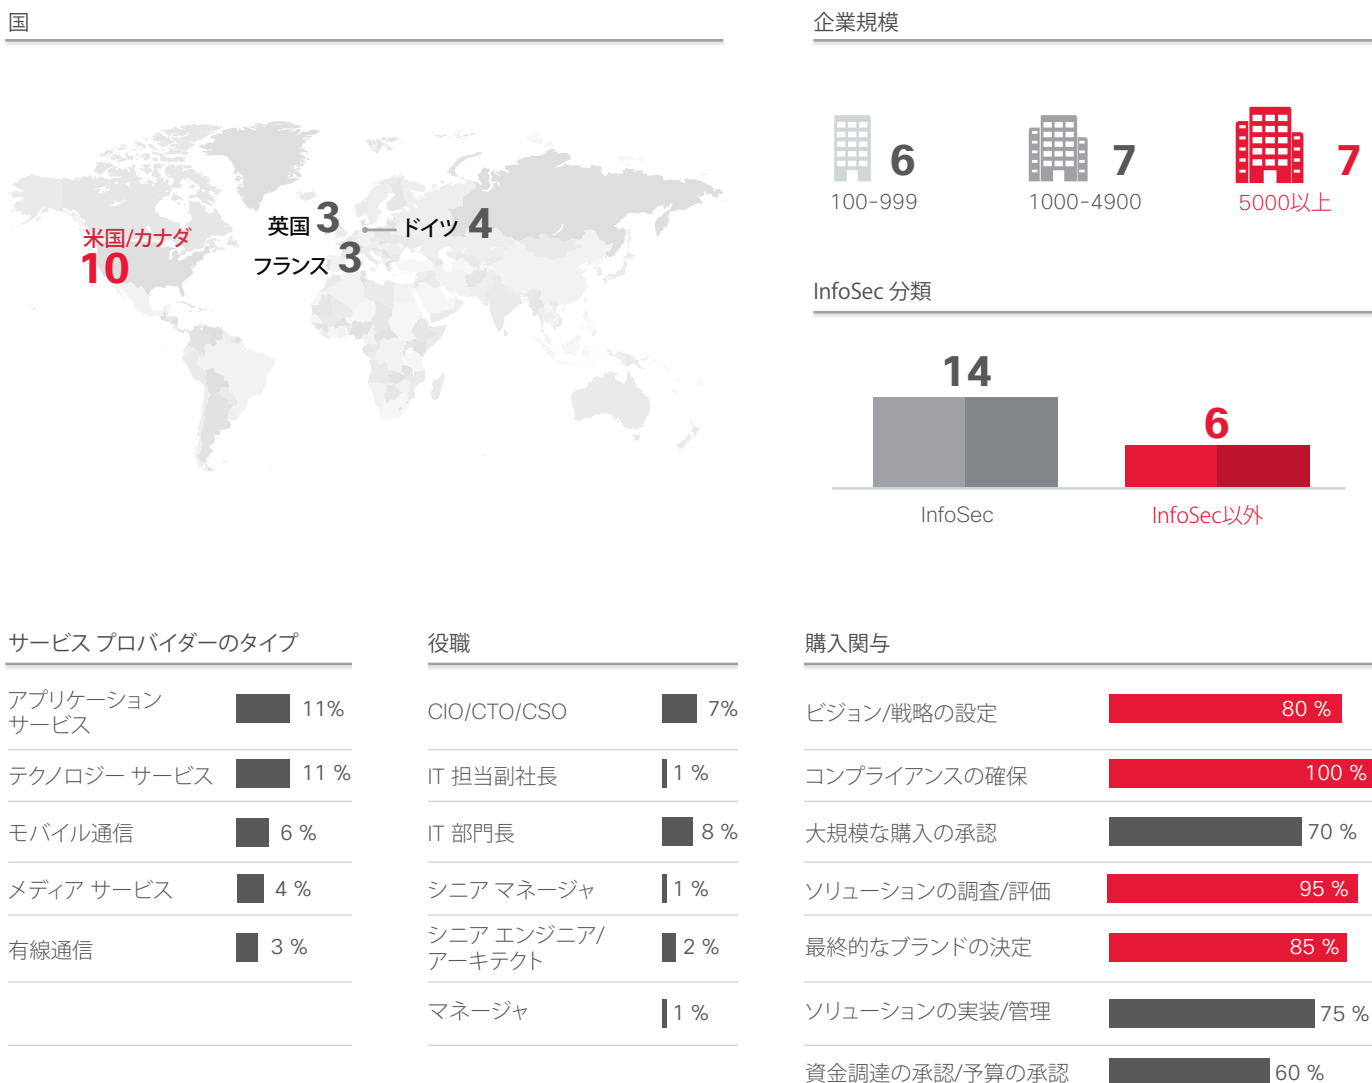 国
米国/カナダ
10
英国 3
ドイツ 4
フランス 3
企業規模
6
100-999
7
1000-4900
7
5000以上
InfoSec 分類
14
InfoSec
6
InfoSec以外
サービス プロバイダーのタイプ
アプリケーション
サービス
11%
テクノロジー サービス 11 %
モバイル通信 6 %
メディア サービス 4 %
有線通信 3 %
役職
CIO/CTO/CSO 7%
IT 担当副社長 1 %
IT 部門長 8 %
シニア マネージャ 1 %
シニア エンジニア/
アーキテクト
2 %
マネージャ 1 %
購入関与
ビジョン/戦略の設定 80 %
コンプライアンスの確保 100 %
大規模な購入の承認 70 %
ソリューションの調査/評価 95 %
最終的なブランドの決定 85 %
ソリューションの実装/管理 75 %
資金調達の承認/予算の承認 60 %